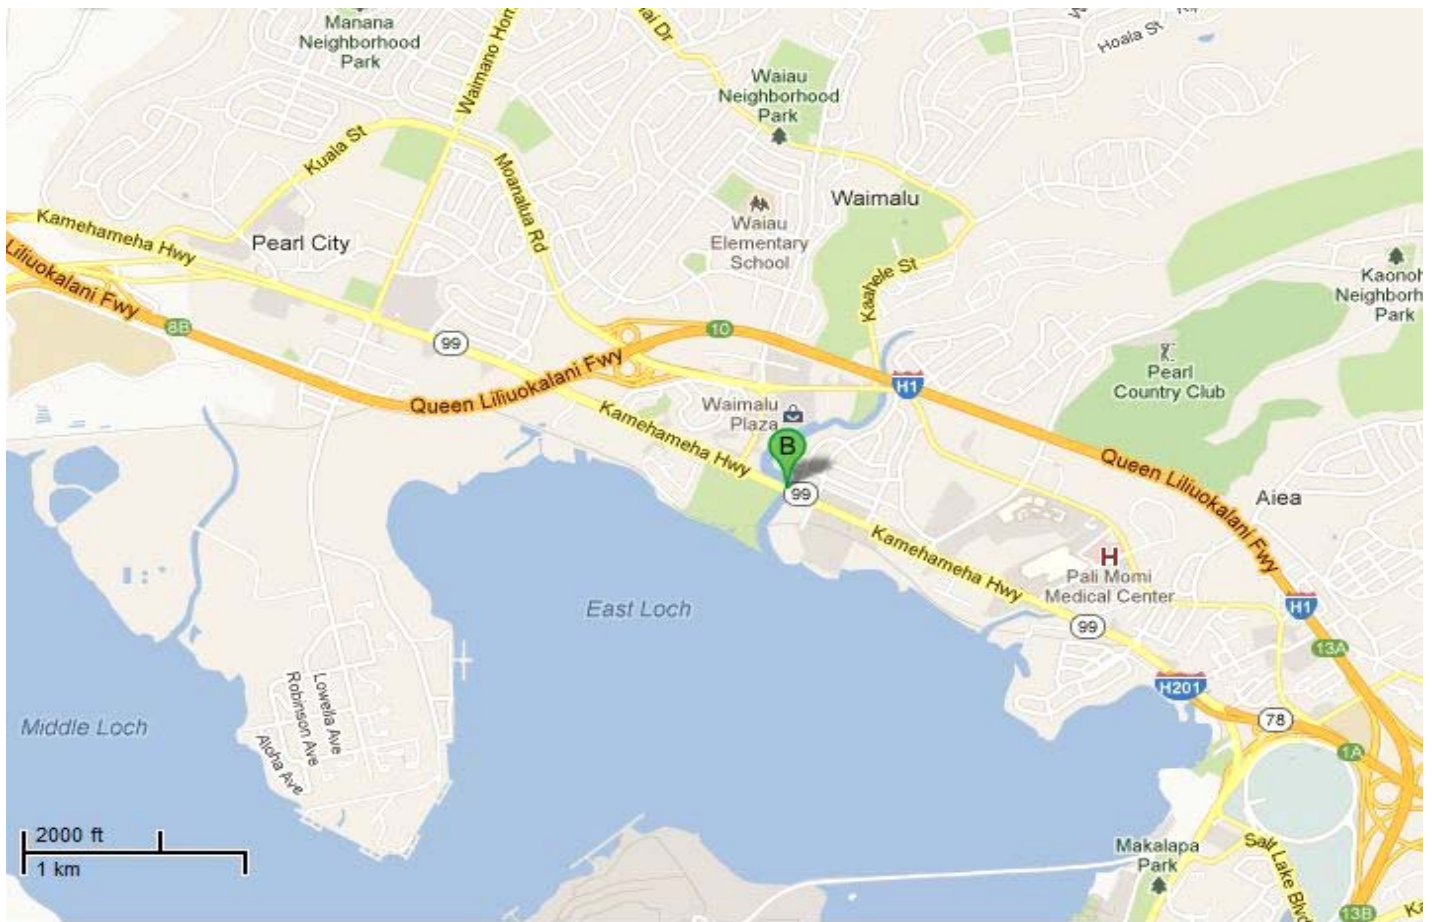 Manana
Neighborhood
Park
Waimano Hom
ai Dr
Hoala St
Waiau
Neighborhood
Park
Kuala St
Moanalua Rd
Waimalu
Waiau
Elementary
School
Kamehameha Hwy
Pearl City
Liliuokalani Fwy
Kaahele St
Kaonoh
Neighborh
Park
8B
99
10
Queen Liliuokalani Fwy
H1
Pearl
Country Club
Waimalu
Plaza
Kamehameha Hwy
B
99
Queen Liliuokalani Fwy
Aiea
Kamehameha Hwy
H
Pali Momi
Medical Center
East Loch
99
H1
13A
H201
78
1A
Lowella Ave
Robinson Ave
Aloha Ave
Middle Loch
2000 ft
1 km
Makalapa
Park
Salt Lake Blvd
13B
Ka